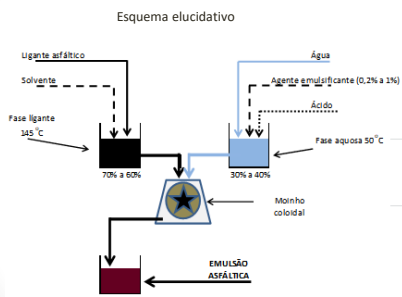 Esquema elucidativo
Ligante asfáltico
Água
Solvente
Agente emulsificante (0,2% a 1%)
Ácido
Fase ligante
145 °C
Fase aquosa 50°C
70% a 60%
30% a 40%
Moinho
coloidal
EMULSÃO
ASFÁLTICA